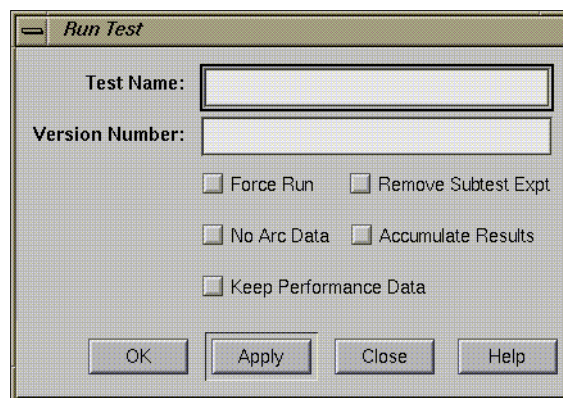 Run Test
Test Name:
Version Number:
Force Run Remove Subtest Expt
No Arc Data Accumulate Results
Keep Performance Data
OK Apply Close Help